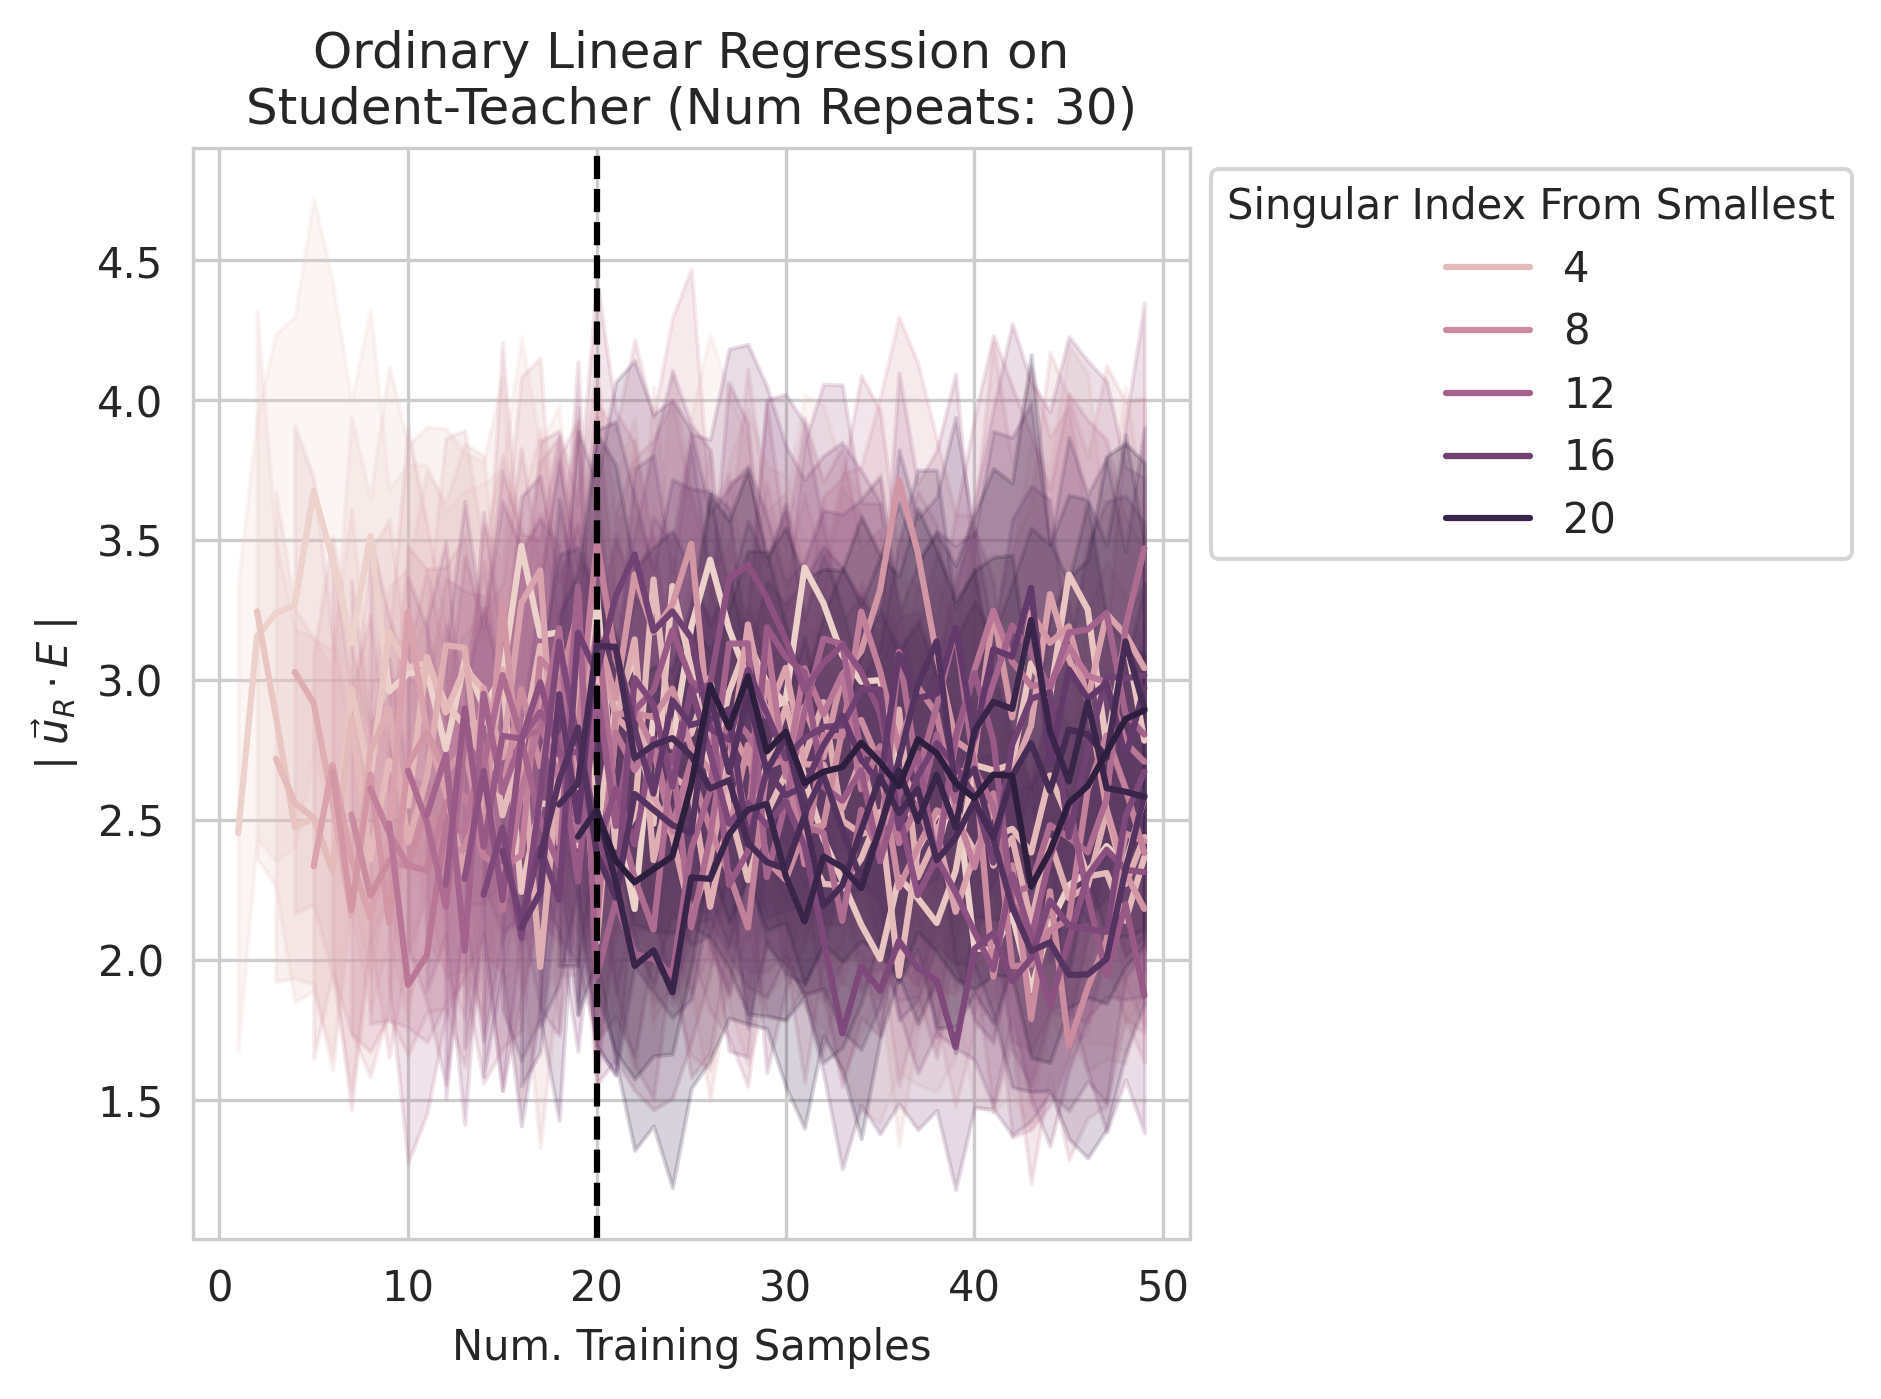 Ordinary Linear Regression on
Student-Teacher (Num Repeats: 30)
| u⃗_R · E |
4.5
4.0
3.5
3.0
2.5
2.0
1.5
0 10 20 30 40 50
Num. Training Samples
Singular Index From Smallest
4
8
12
16
20